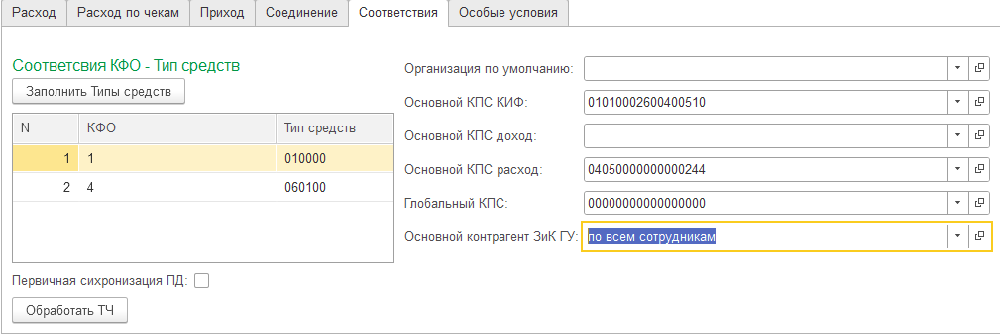 Расход Расход по чекам Приход Соединение Соответствия Особые условия
Соответсвия КФО - Тип средств
Заполнить Типы средств
N КФО Тип средств
1 1 010000
2 4 060100
Первичная сихронизация ПД:
Обработать ТЧ
Организация по умолчанию:
Основной КПС КИФ: 01010002600400510
Основной КПС доход:
Основной КПС расход: 04050000000000244
Глобальный КПС: 00000000000000000
Основной контрагент ЗиК ГУ: по всем сотрудникам